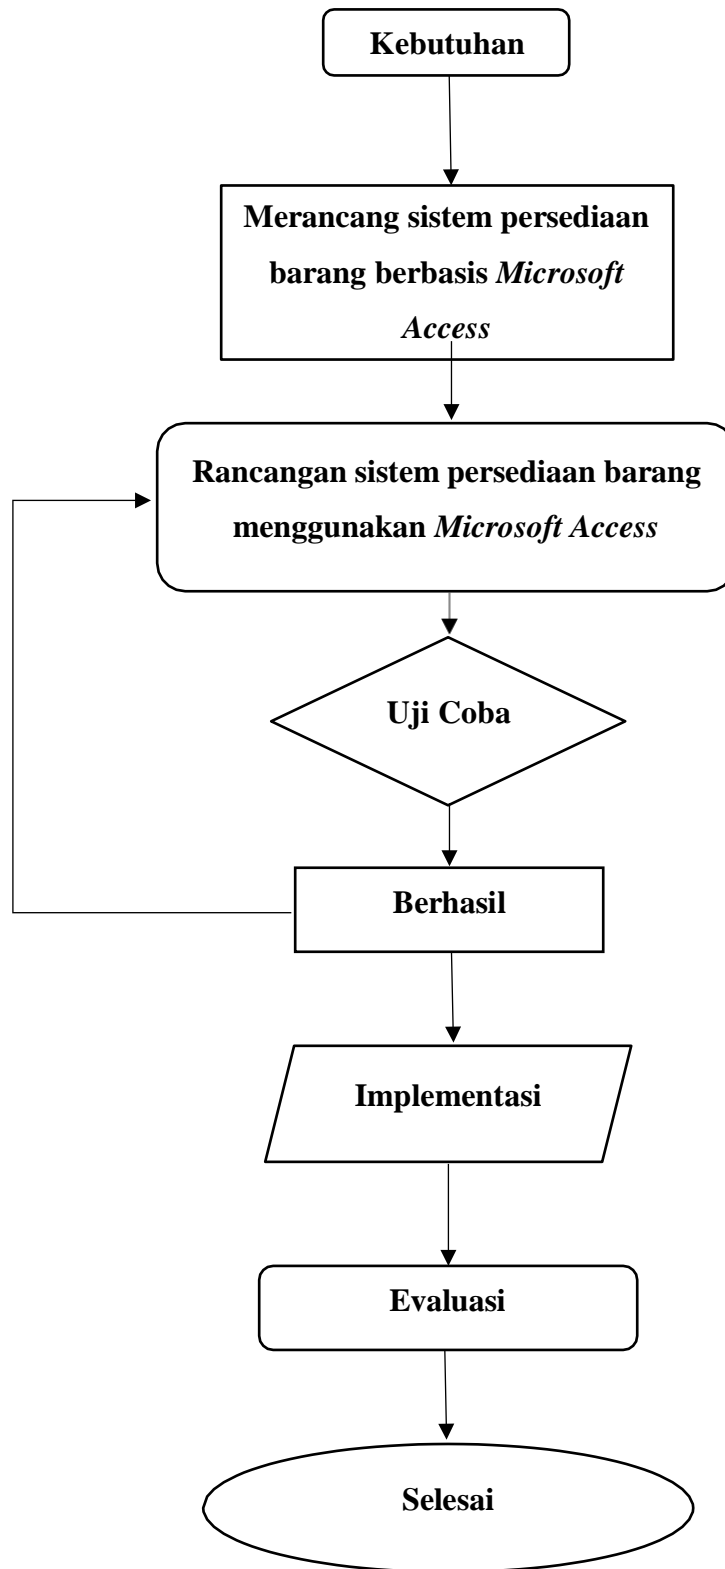 Kebutuhan
Merancang sistem persediaan
barang berbasis Microsoft
Access
Rancangan sistem persediaan barang
menggunakan Microsoft Access
Uji Coba
Berhasil
Implementasi
Evaluasi
Selesai